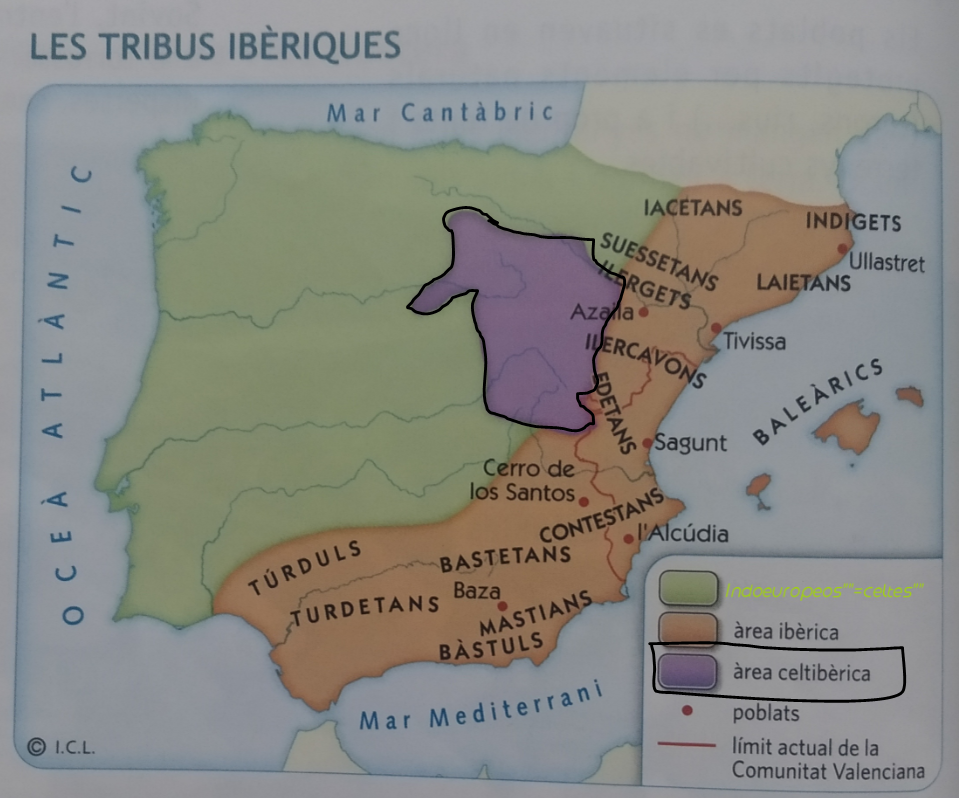 LES TRIBUS IBÈRIQUES
Mar Cantàbric
OCEÀ ATLÀNTIC
IACETANS
INDIGETS
Ullastret
SUESSETANS
ILERGETS
LAIETANS
Azaila
Tivissa
ILERCAVONS
EDETANS
BALEÀRICS
Sagunt
Cerro de
los Santos
CONTESTANS
l'Alcúdia
TÚRDULS
BASTETANS
Baza
TURDETANS
MASTIANS
BÀSTULS
Mar Mediterrani
Indoeuropeos""=celtes""
àrea ibèrica
àrea celtibèrica
poblats
límit actual de la
Comunitat Valenciana
© I.C.L.